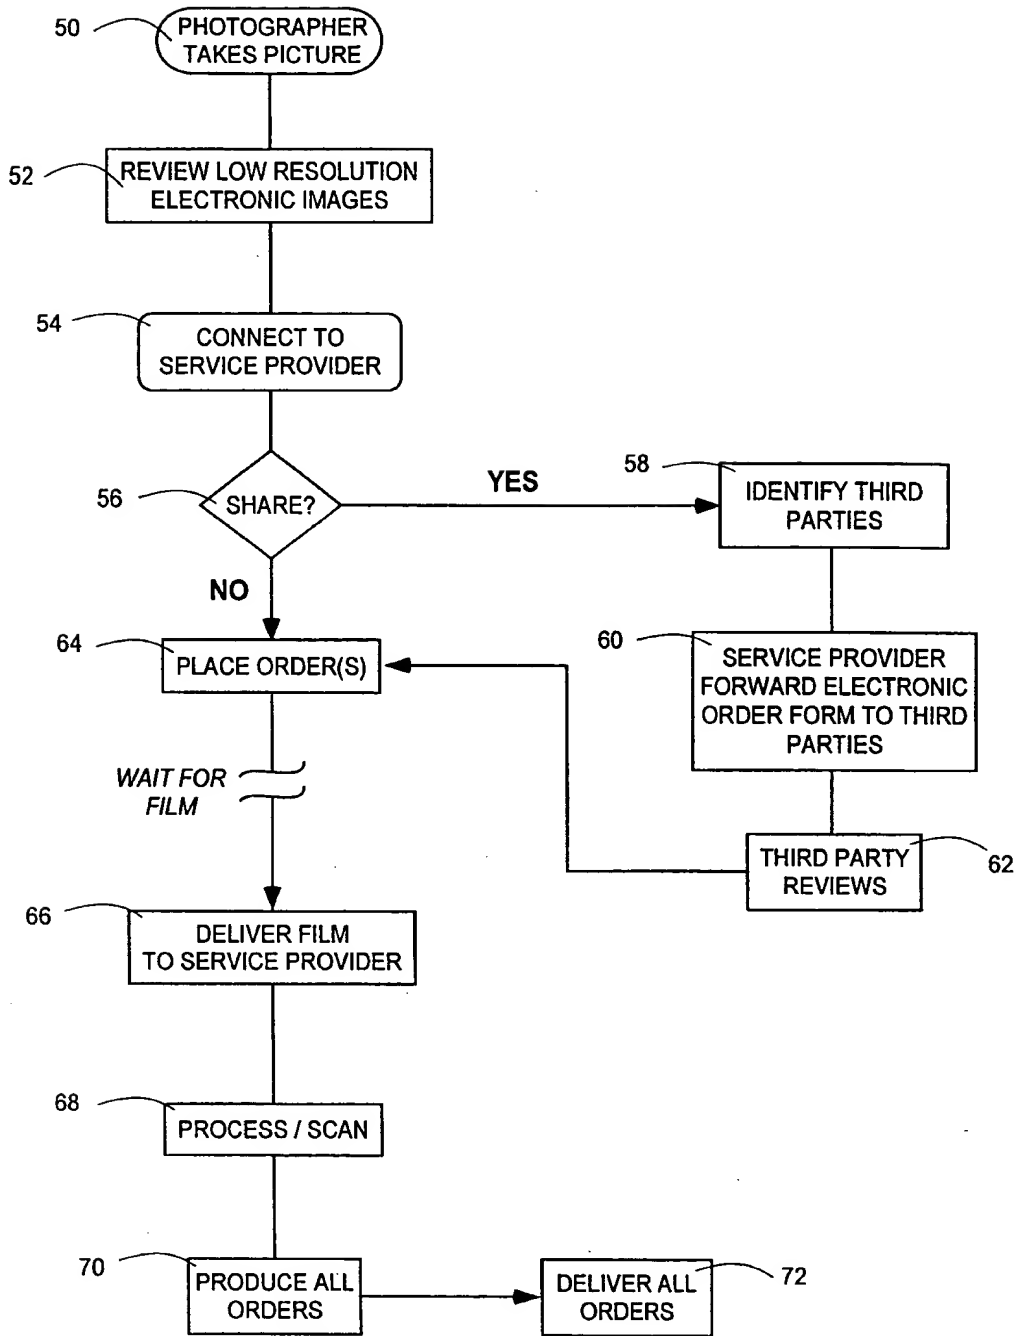 50
PHOTOGRAPHER
TAKES PICTURE
52
REVIEW LOW RESOLUTION
ELECTRONIC IMAGES
54
CONNECT TO
SERVICE PROVIDER
56
SHARE?
YES
58
IDENTIFY THIRD
PARTIES
NO
60
SERVICE PROVIDER
FORWARD ELECTRONIC
ORDER FORM TO THIRD
PARTIES
64
PLACE ORDER(S)
WAIT FOR
FILM
THIRD PARTY
REVIEWS
62
66
DELIVER FILM
TO SERVICE PROVIDER
68
PROCESS / SCAN
70
PRODUCE ALL
ORDERS
DELIVER ALL
ORDERS
72